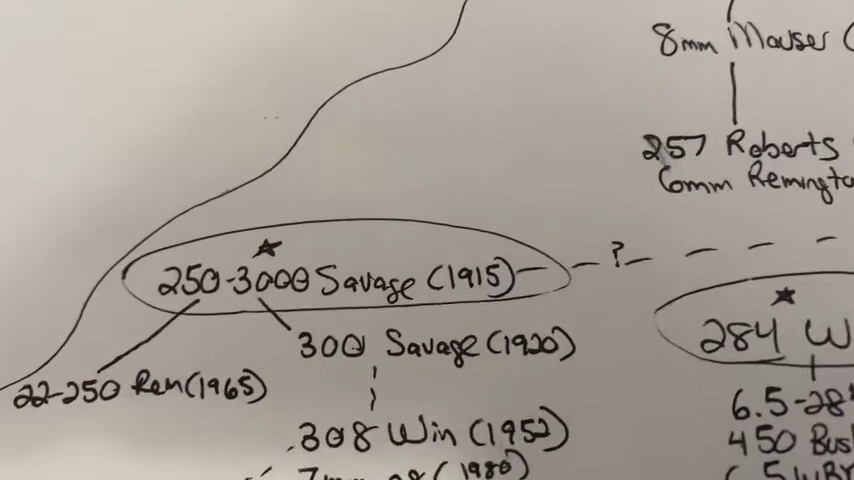 8mm Mauser (
257 Roberts
Comm Remingto
?
250-3000 Savage (1915)
300 Savage (1920)
22-250 Rem (1965)
.308 Win (1952)
(1980)
284 W
6.5-28
450 Bus